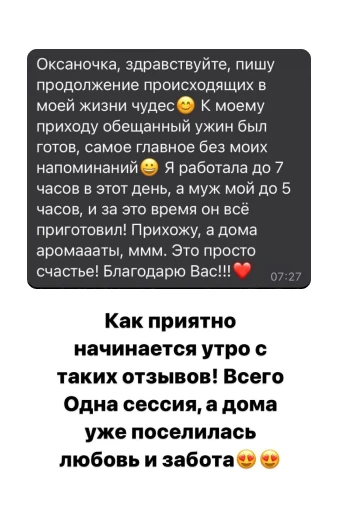 Оксаночка, здравствуйте, пишу
продолжение происходящих в
моей жизни чудес😊 К моему
приходу обещанный ужин был
готов, самое главное без моих
напоминаний😀 Я работала до 7
часов в этот день, а муж мой до 5
часов, и за это время он всё
приготовил! Прихожу, а дома
аромаааты, ммм. Это просто
счастье! Благодарю Вас!!!❤️
07:27
Как приятно
начинается утро с
таких отзывов! Всего
Одна сессия, а дома
уже поселилась
любовь и забота😍😍